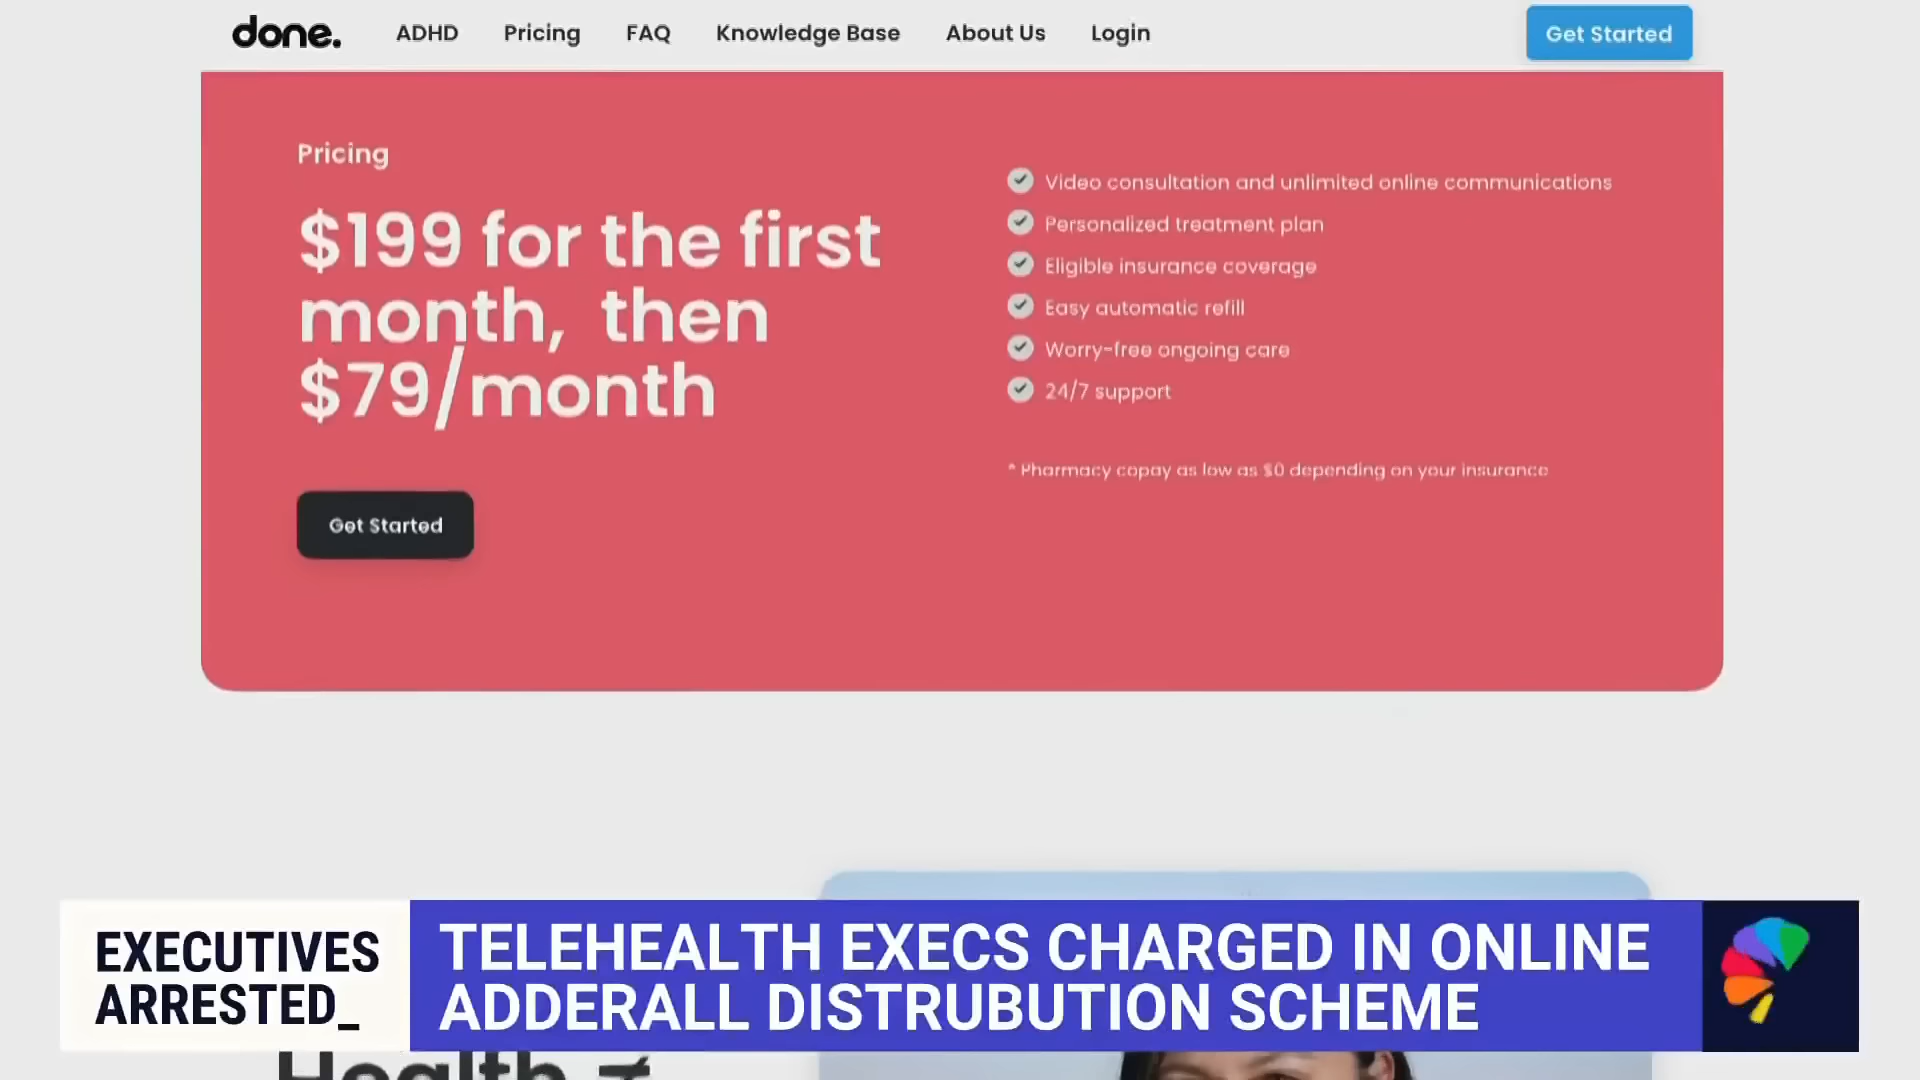 done.
ADHD
Pricing
FAQ
Knowledge Base
About Us
Login
Get Started
Pricing
$199 for the first
month, then
$79/month
Get Started
Video consultation and unlimited online communications
Personalized treatment plan
Eligible insurance coverage
Easy automatic refill
Worry-free ongoing care
24/7 support
* Pharmacy copay as low as $0 depending on your insurance
EXECUTIVES
ARRESTED_
TELEHEALTH EXECS CHARGED IN ONLINE
ADDERALL DISTRUBUTION SCHEME
Health